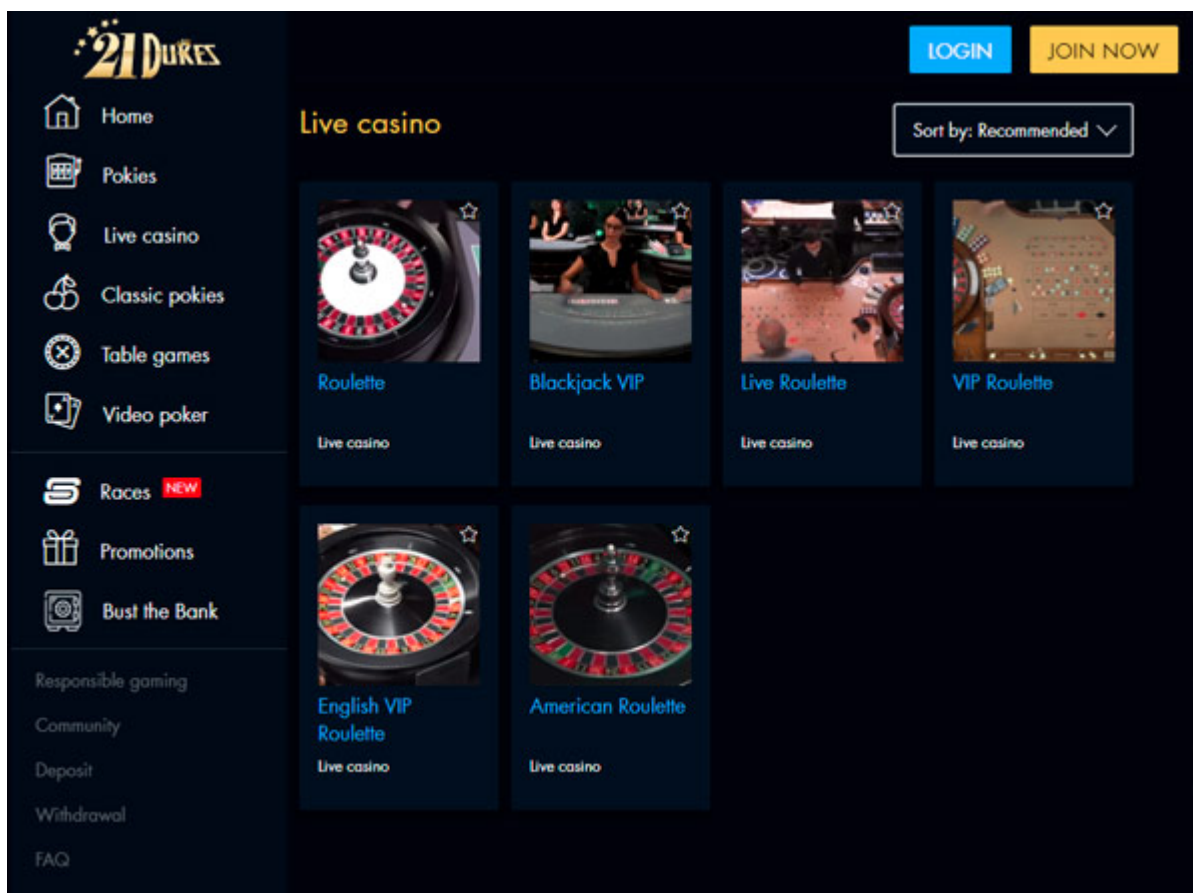 21 DUKES
LOGIN
JOIN NOW
Home
Pokies
Live casino
Classic pokies
Table games
Video poker
Races NEW
Promotions
Bust the Bank
Responsible gaming
Community
Deposit
Withdrawal
FAQ
Live casino
Sort by: Recommended
Roulette
Live casino
Blackjack VIP
Live casino
Live Roulette
Live casino
VIP Roulette
Live casino
English VIP
Roulette
Live casino
American Roulette
Live casino